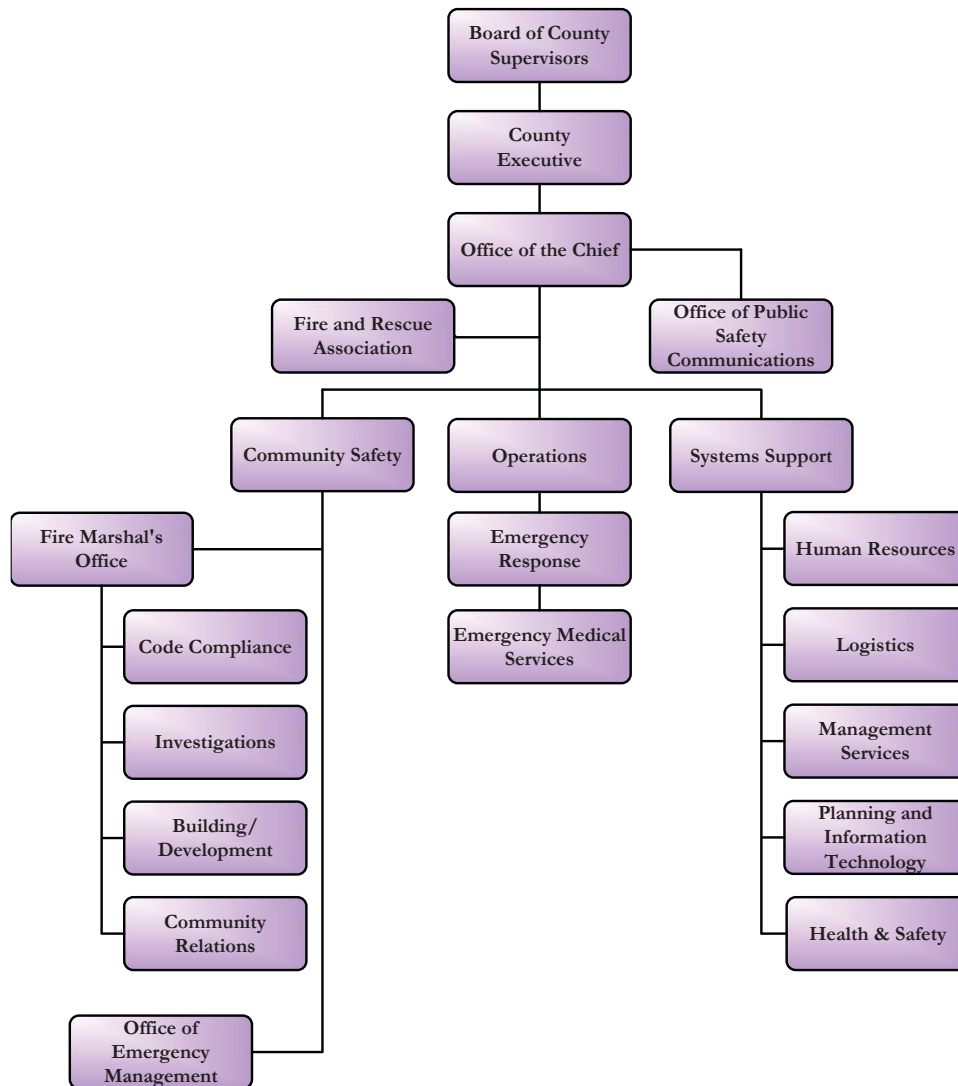 Board of County
Supervisors
County
Executive
Office of the Chief
Fire and Rescue
Association
Office of Public
Safety
Communications
Community Safety
Operations
Systems Support
Fire Marshal's
Office
Emergency
Response
Human Resources
Code Compliance
Emergency Medical
Services
Logistics
Investigations
Management
Services
Building/
Development
Planning and
Information
Technology
Community
Relations
Health & Safety
Office of
Emergency
Management